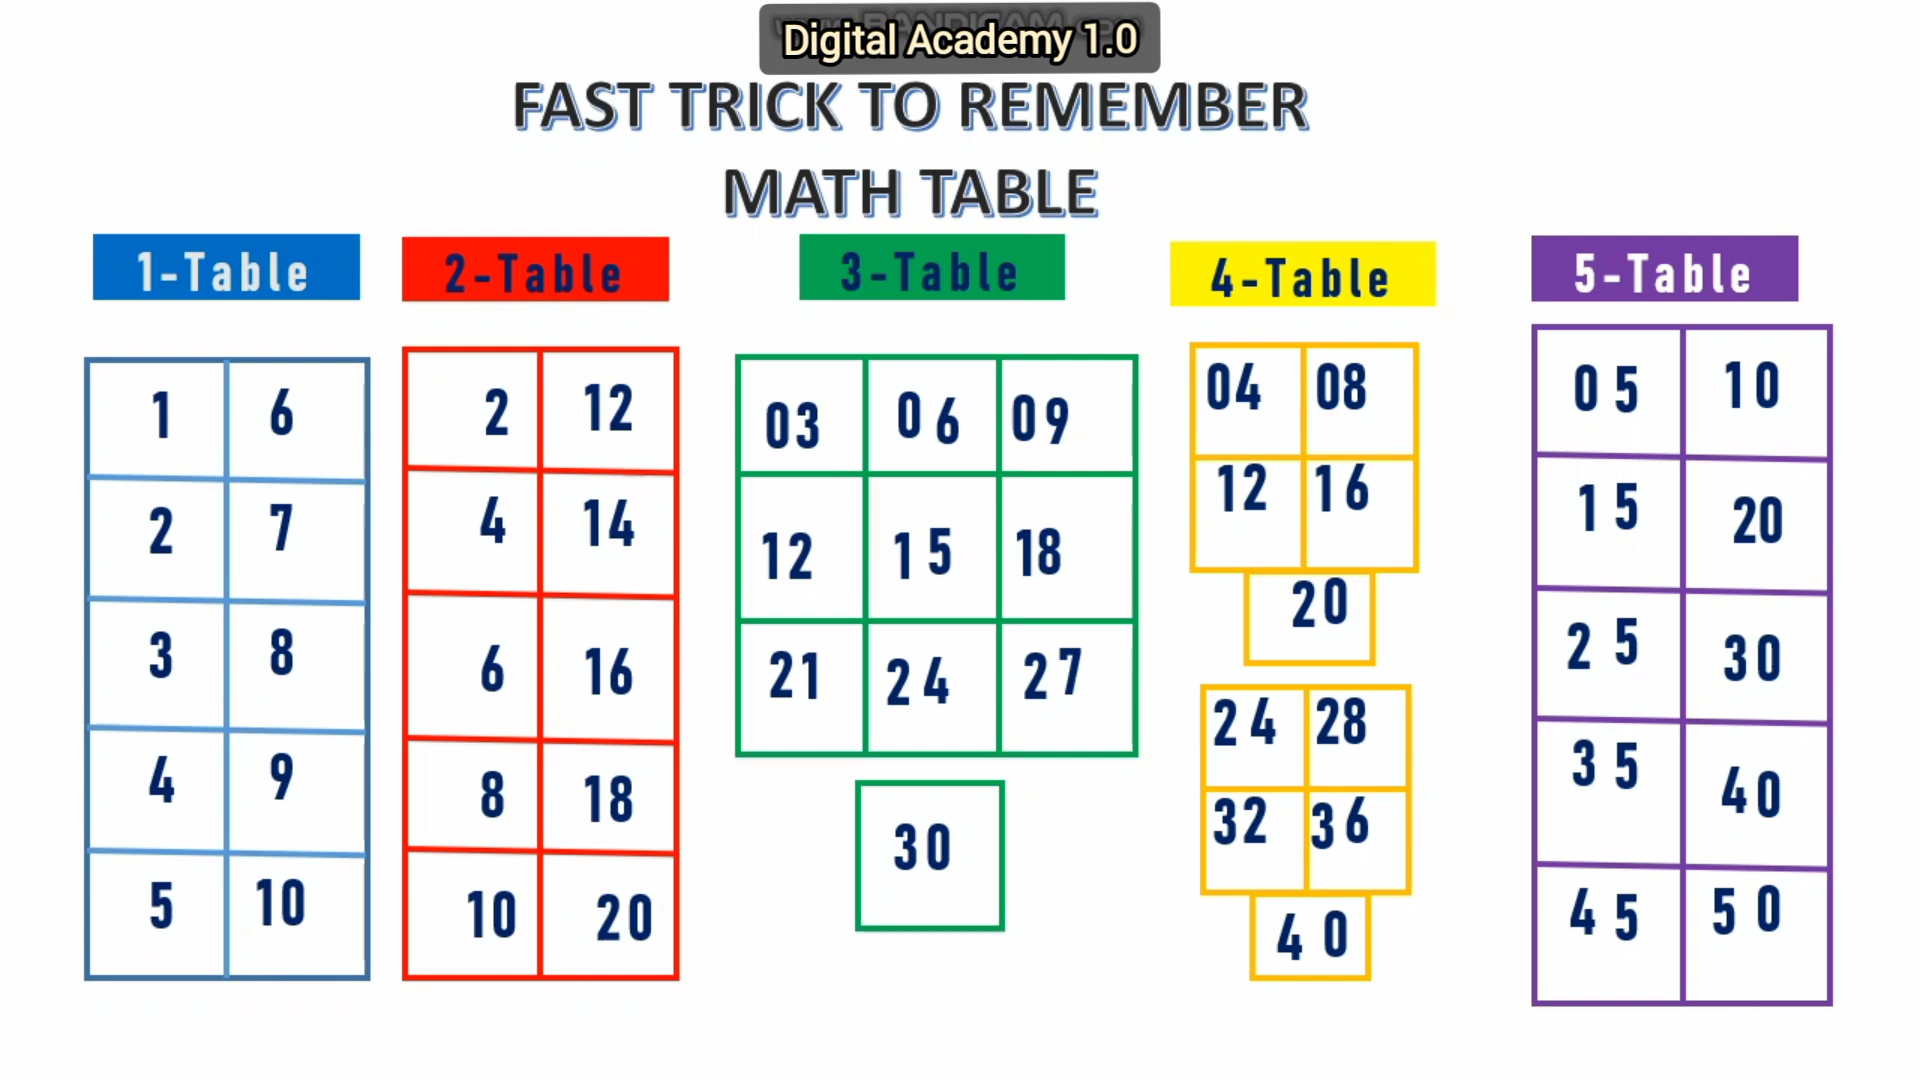 Digital Academy 1.0
FAST TRICK TO REMEMBER
MATH TABLE
1-Table
1 6
2 7
3 8
4 9
5 10
2-Table
2 12
4 14
6 16
8 18
10 20
3-Table
03 06 09
12 15 18
21 24 27
30
4-Table
04 08
12 16
20
24 28
32 36
40
5-Table
05 10
15 20
25 30
35 40
45 50